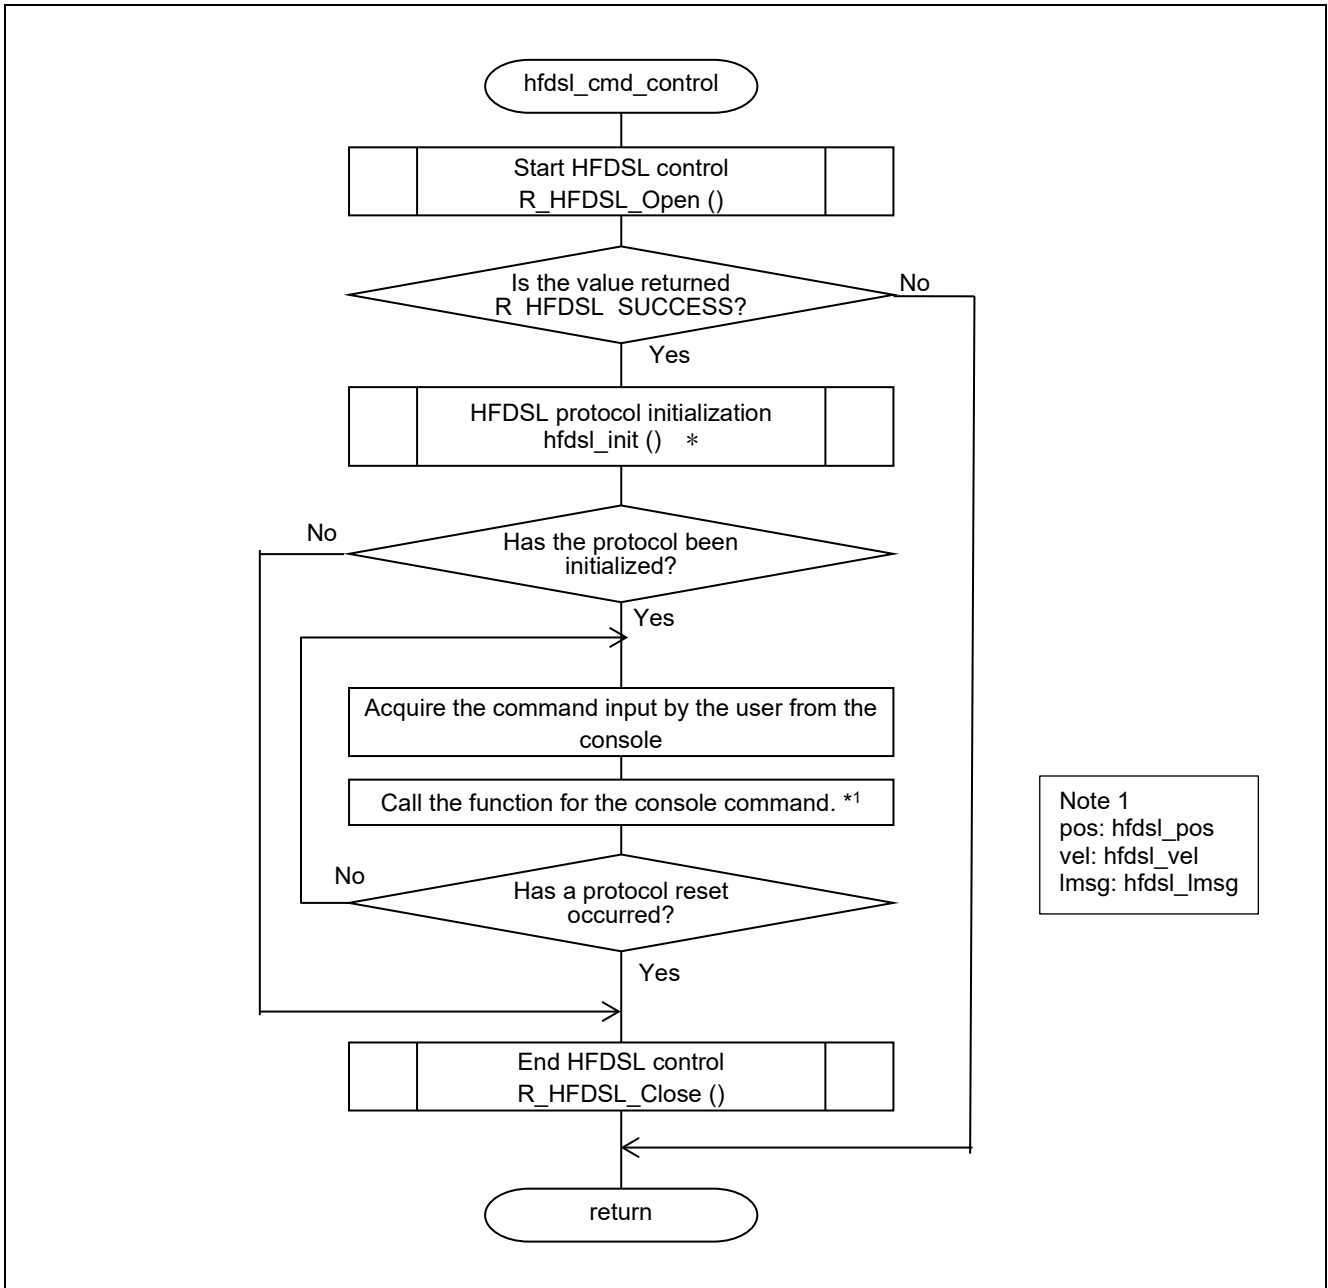 hfdsl_cmd_control
Start HFDSL control
R_HFDSL_Open ()
Is the value returned
R HFDSL SUCCESS?
No
Yes
HFDSL protocol initialization
hfdsl_init () *
No
Has the protocol been
initialized?
Yes
Acquire the command input by the user from the
console
Call the function for the console command. *1
Note 1
pos: hfdsl_pos
vel: hfdsl_vel
lmsg: hfdsl_lmsg
No
Has a protocol reset
occurred?
Yes
End HFDSL control
R_HFDSL_Close ()
return